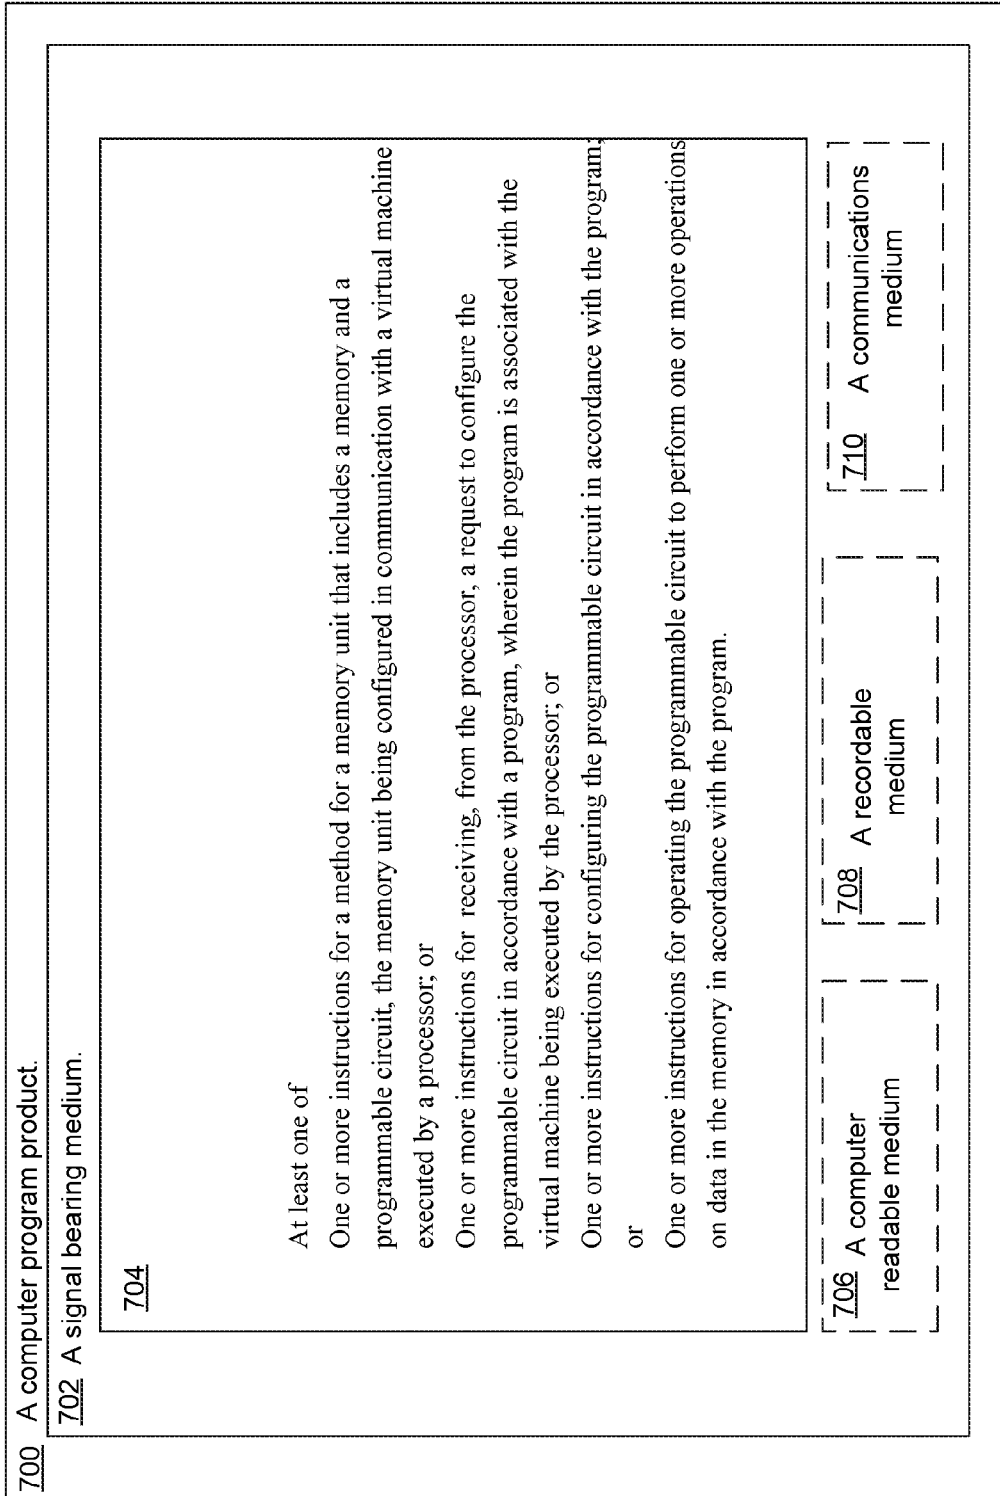 700 A computer program product.
702 A signal bearing medium.
704
At least one of
One or more instructions for a method for a memory unit that includes a memory and a
programmable circuit, the memory unit being configured in communication with a virtual machine
executed by a processor; or
One or more instructions for receiving, from the processor, a request to configure the
programmable circuit in accordance with a program, wherein the program is associated with the
virtual machine being executed by the processor; or
One or more instructions for configuring the programmable circuit in accordance with the program;
or
One or more instructions for operating the programmable circuit to perform one or more operations
on data in the memory in accordance with the program.
706 A computer
readable medium
708 A recordable
medium
710 A communications
medium